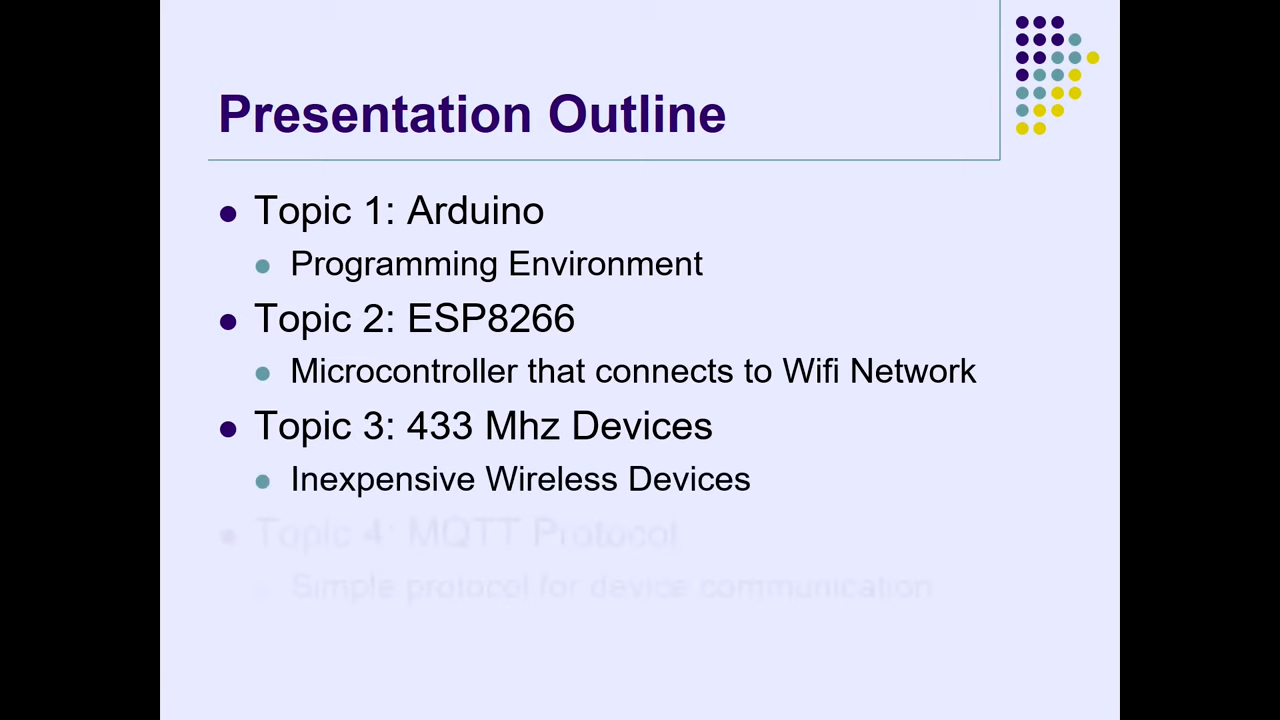 Presentation Outline
Topic 1: Arduino
Programming Environment
Topic 2: ESP8266
Microcontroller that connects to Wifi Network
Topic 3: 433 Mhz Devices
Inexpensive Wireless Devices
Topic 4: MQTT Protocol
Simple protocol for device communication